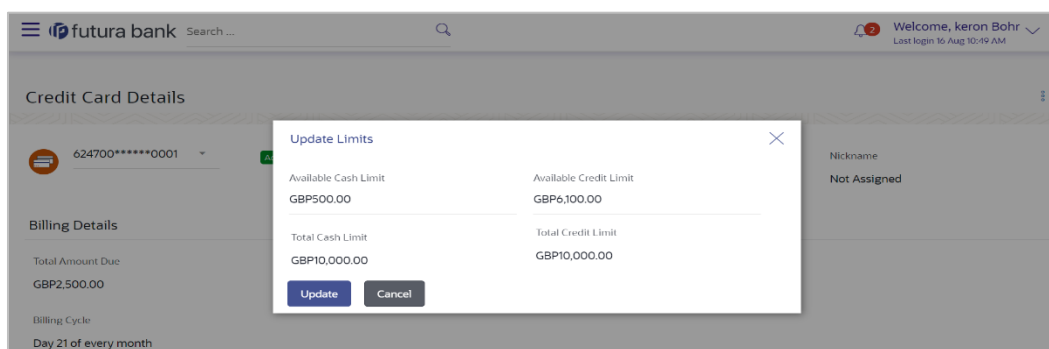 futura bank Search ...
2
Welcome, keron Bohr
Last login 16 Aug 10:49 AM
Credit Card Details
624700******0001
Nickname
Not Assigned
Update Limits
Available Cash Limit
Available Credit Limit
GBP500.00
GBP6,100.00
Total Cash Limit
Total Credit Limit
GBP10,000.00
GBP10,000.00
Update
Cancel
Billing Details
Total Amount Due
GBP2,500.00
Billing Cycle
Day 21 of every month